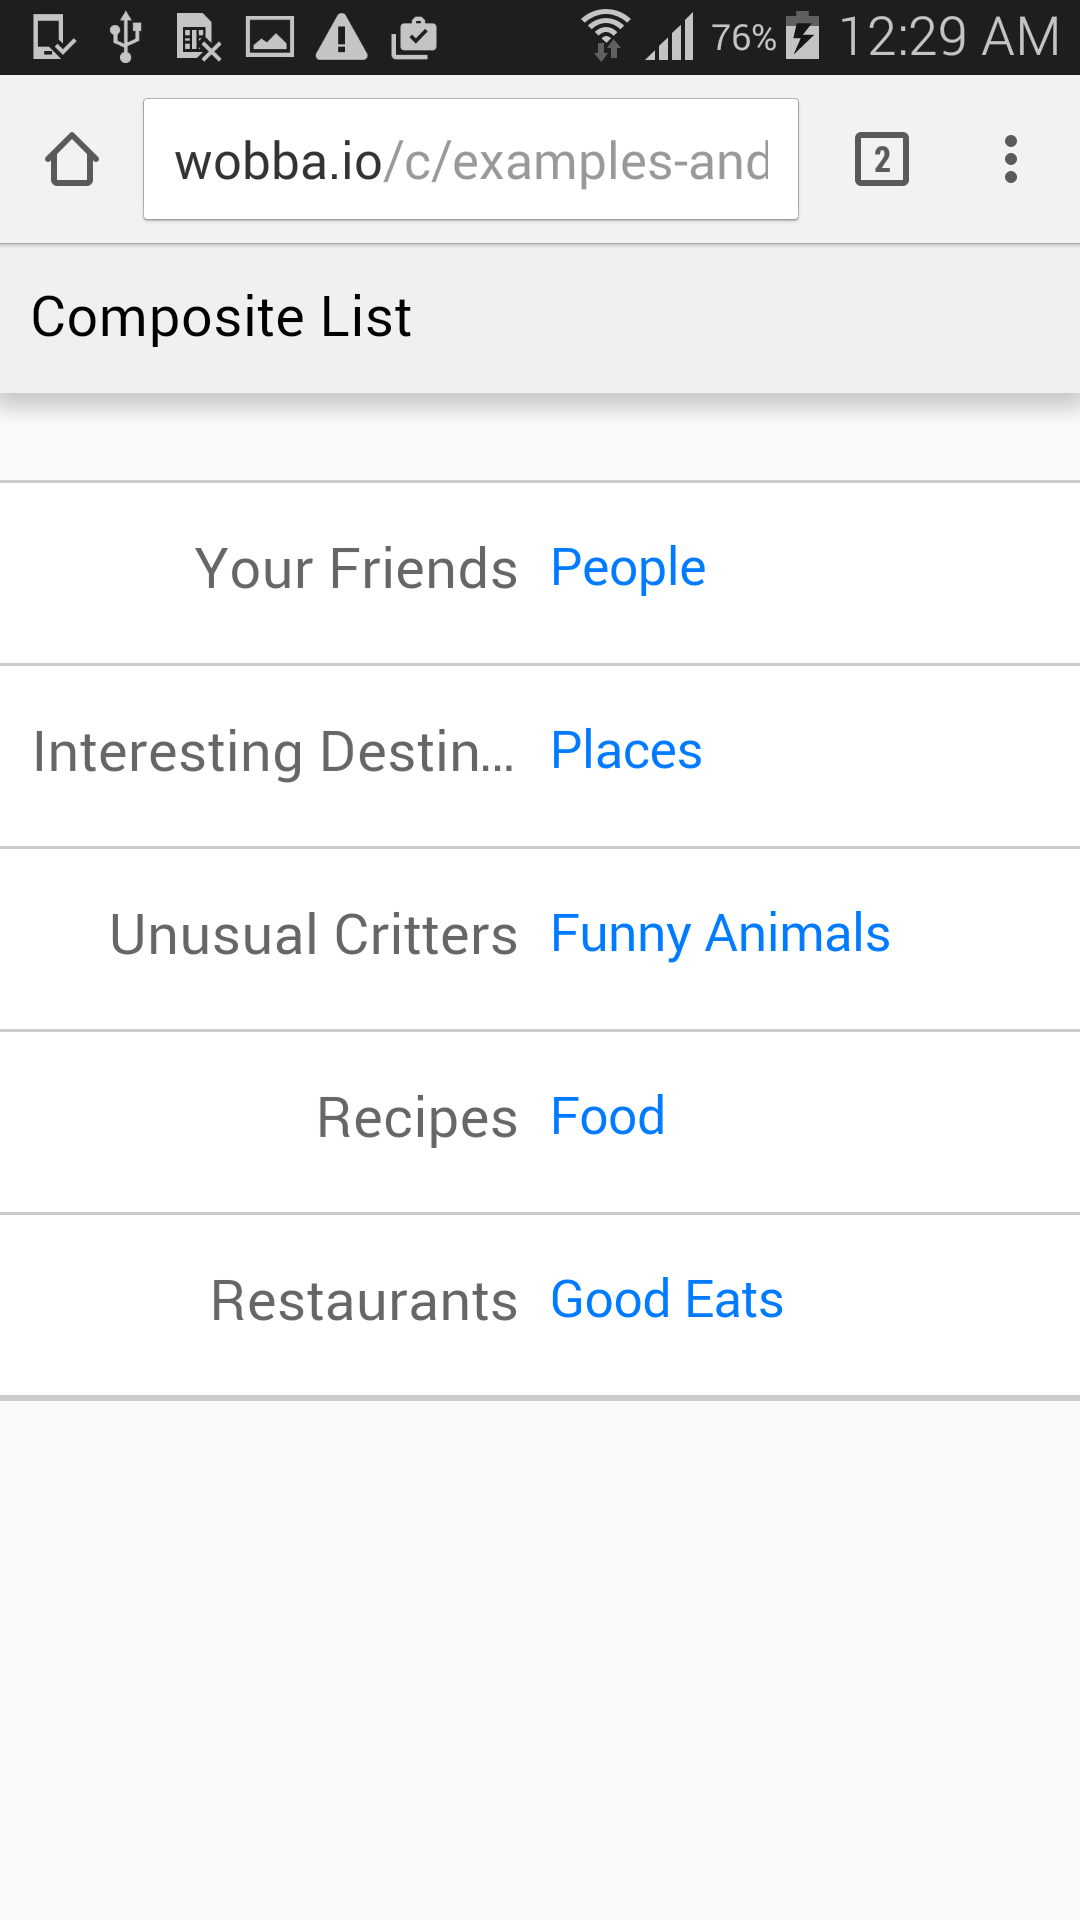 76% 12:29 AM
wobba.io/c/examples-and
2
Composite List
Your Friends People
Interesting Destin... Places
Unusual Critters Funny Animals
Recipes Food
Restaurants Good Eats